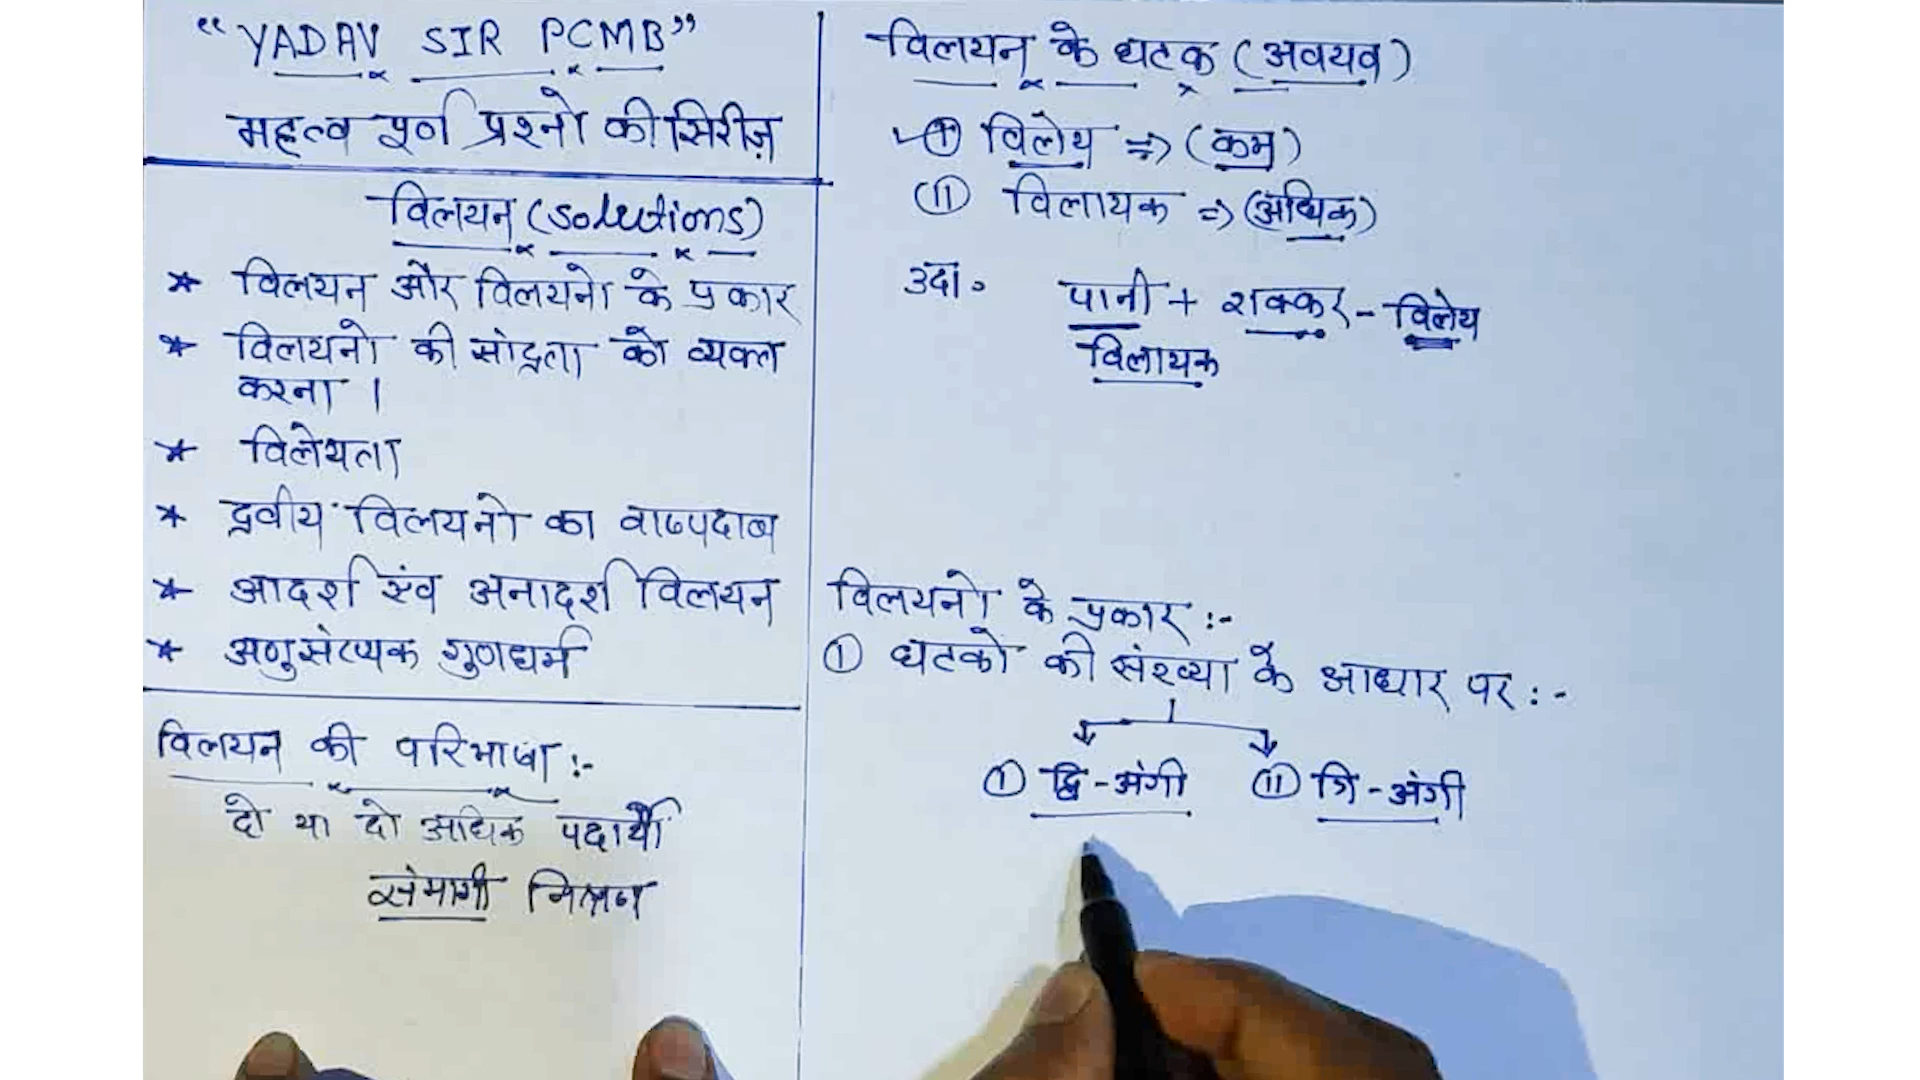 “YADAV SIR PCMB”
महत्व पूर्ण प्रश्नो की सिरीज़
विलयन (Solutions)
* विलयन और विलयनो के प्रकार
* विलयनो की सांद्रता को व्यक्त
करना ।
* विलेयता
* द्रवीय विलयनो का वाष्पदाब
* आदर्श एंव अनादर्श विलयन
* अणुसंख्यक गुणधर्म
विलयन की परिभाषा :-
दो या दो अधिक पदार्थो
समांगी मिश्रण
विलयन के घटक (अवयव)
(I) विलेय => (कम)
(II) विलायक => (अधिक)
उदा॰ पानी + शक्कर - विलेय
विलायक
विलयनो के प्रकार :-
(I) घटको की संख्या के आधार पर :-
(I) द्वि-अंगी (II) त्रि-अंगी